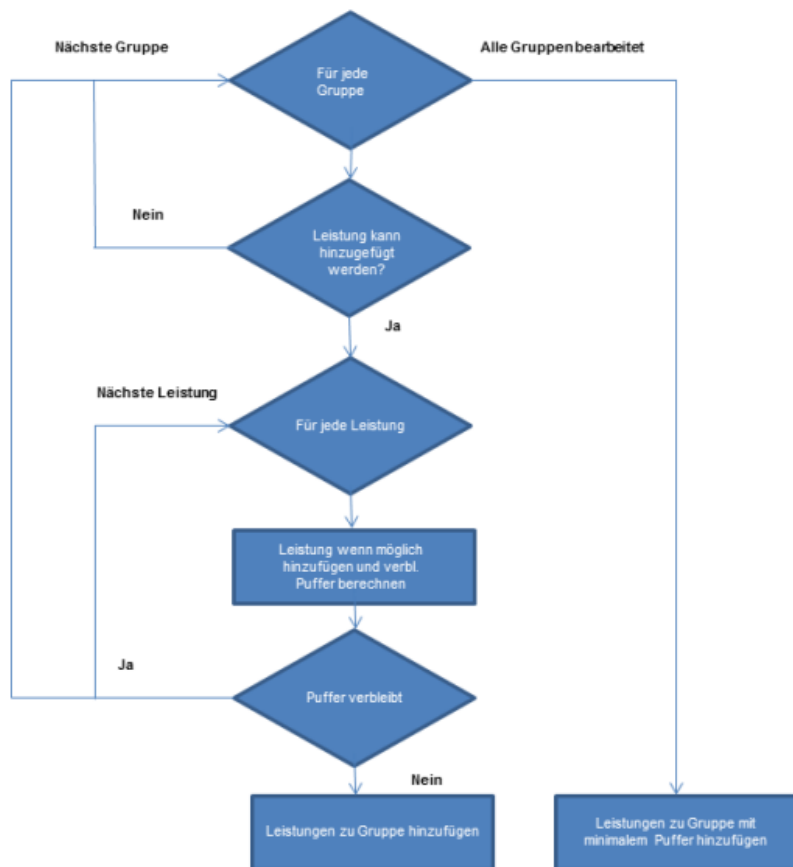 Nächste Gruppe
Alle Gruppen bearbeitet
Für jede
Gruppe
Nein
Leistung kann
hinzugefügt
werden?
Ja
Nächste Leistung
Für jede Leistung
Leistung wenn möglich
hinzufügen und verbl.
Puffer berechnen
Ja
Puffer verbleibt
Nein
Leistungen zu Gruppe hinzufügen
Leistungen zu Gruppe mit
minimalem Puffer hinzufügen